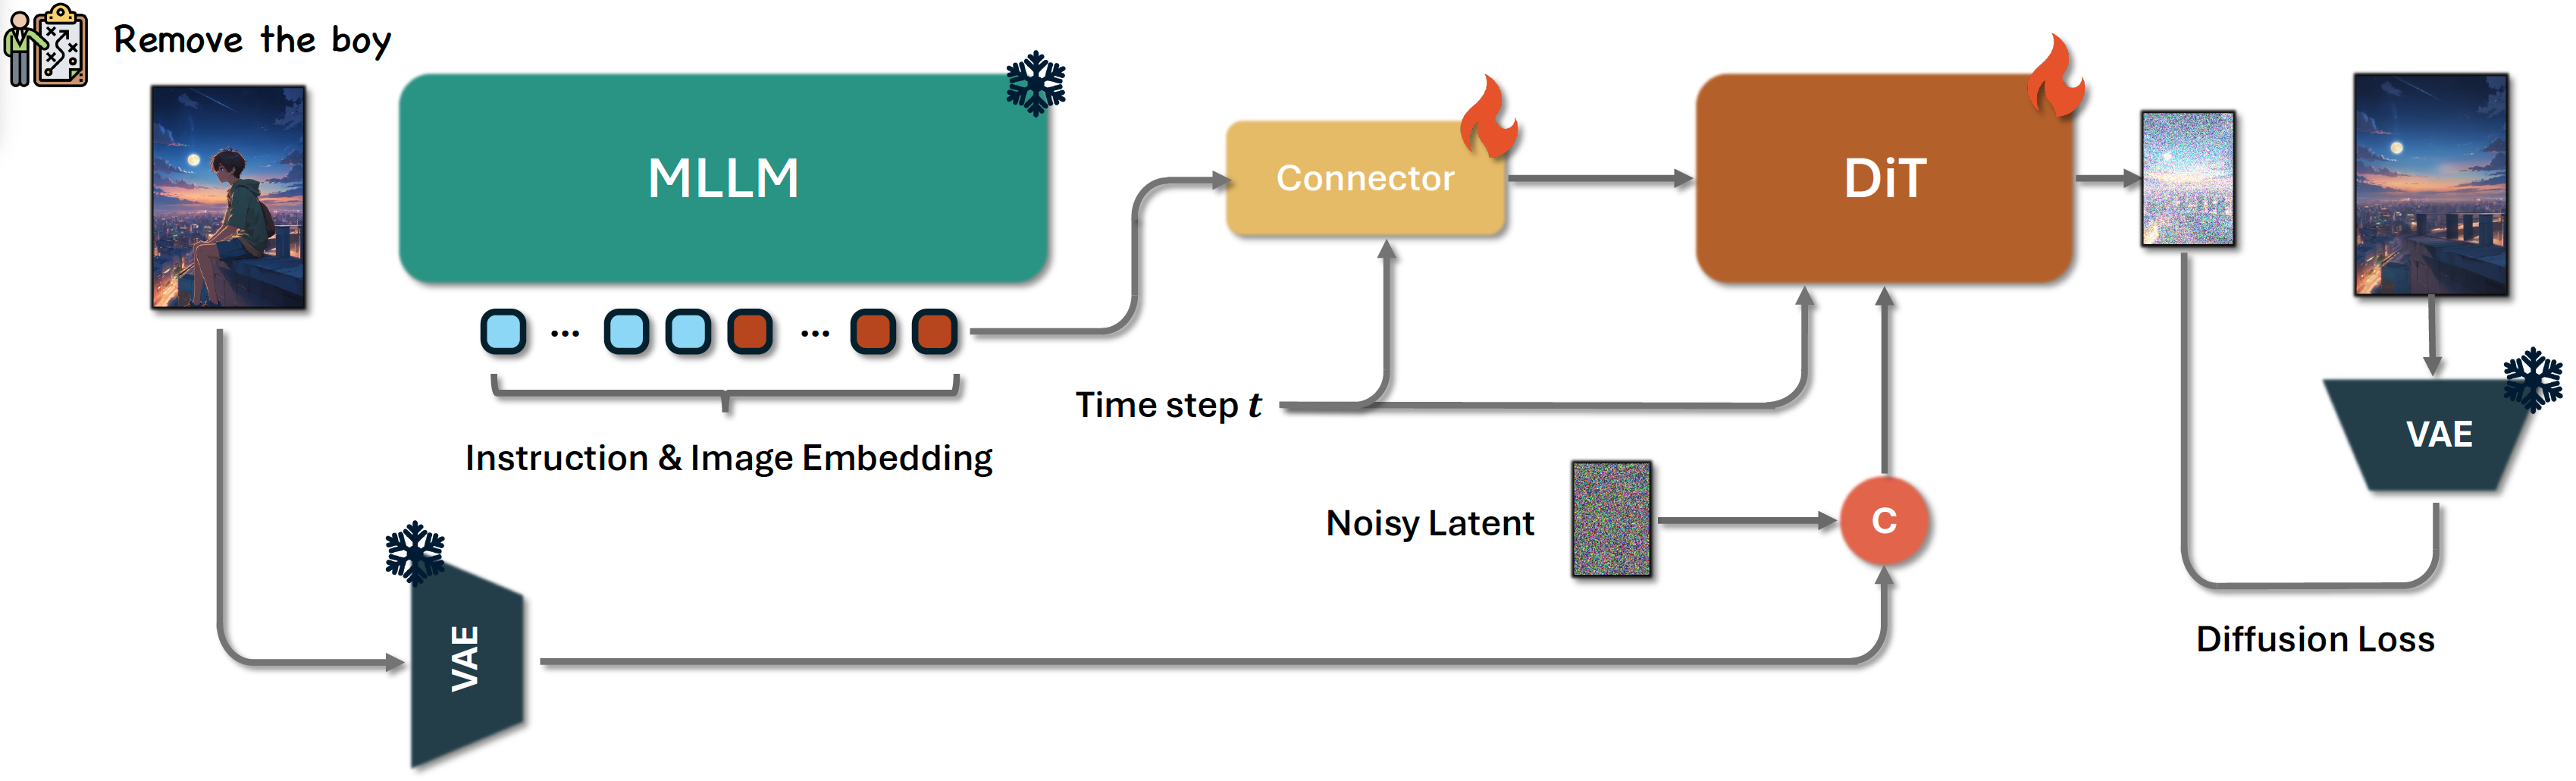 Remove the boy
MLLM
Connector
DiT
Instruction & Image Embedding
Time step t
Noisy Latent
C
VAE
VAE
Diffusion Loss